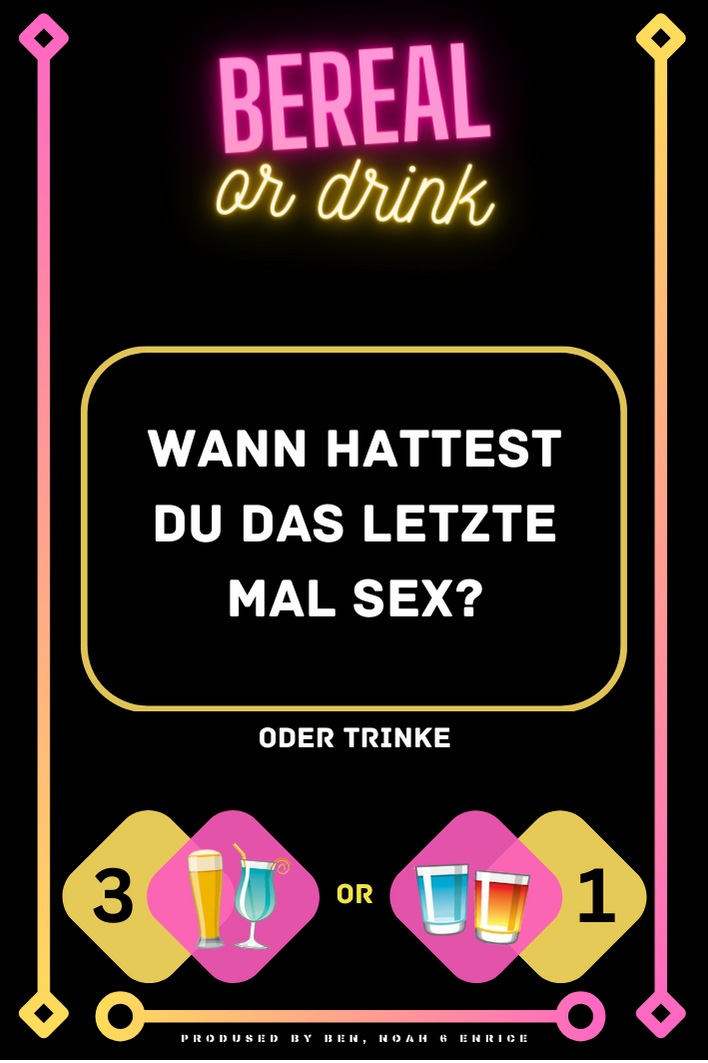 BEREAL
or drink
WANN HATTEST
DU DAS LETZTE
MAL SEX?
ODER TRINKE
3 OR 1
PRODUSED BY BEN, NOAH & ENRICE